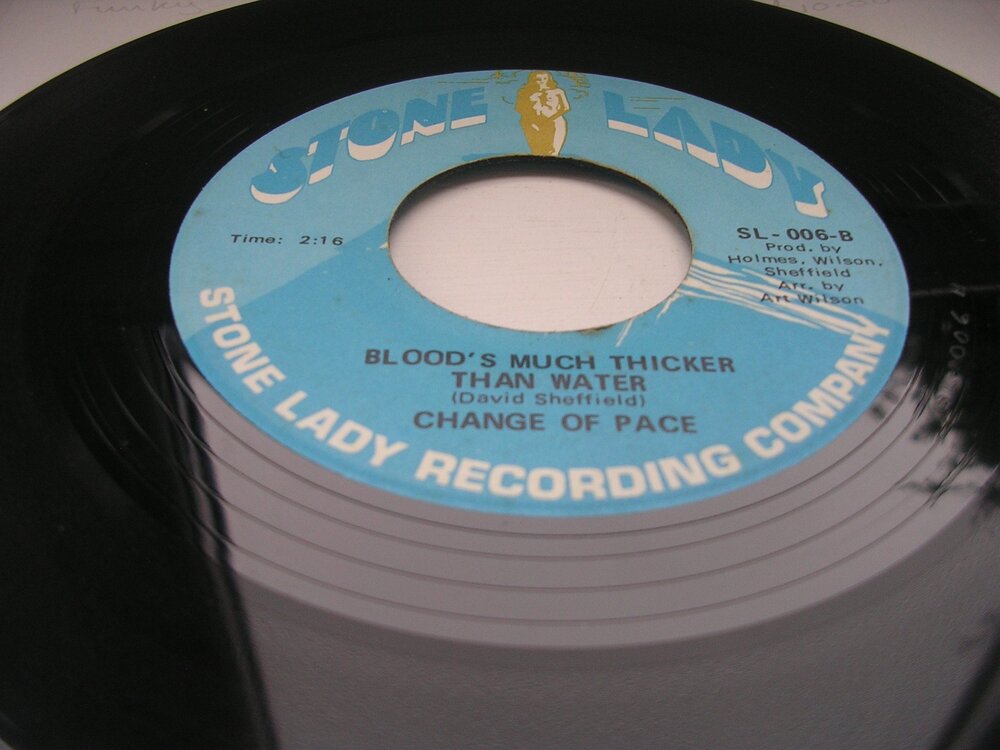 Funky
STONE LADY
Time: 2:16
SL-006-B
Prod. by
Holmes, Wilson,
Sheffield
Arr. by
Art Wilson
BLOOD'S MUCH THICKER
THAN WATER
(David Sheffield)
CHANGE OF PACE
STONE LADY RECORDING COMPANY